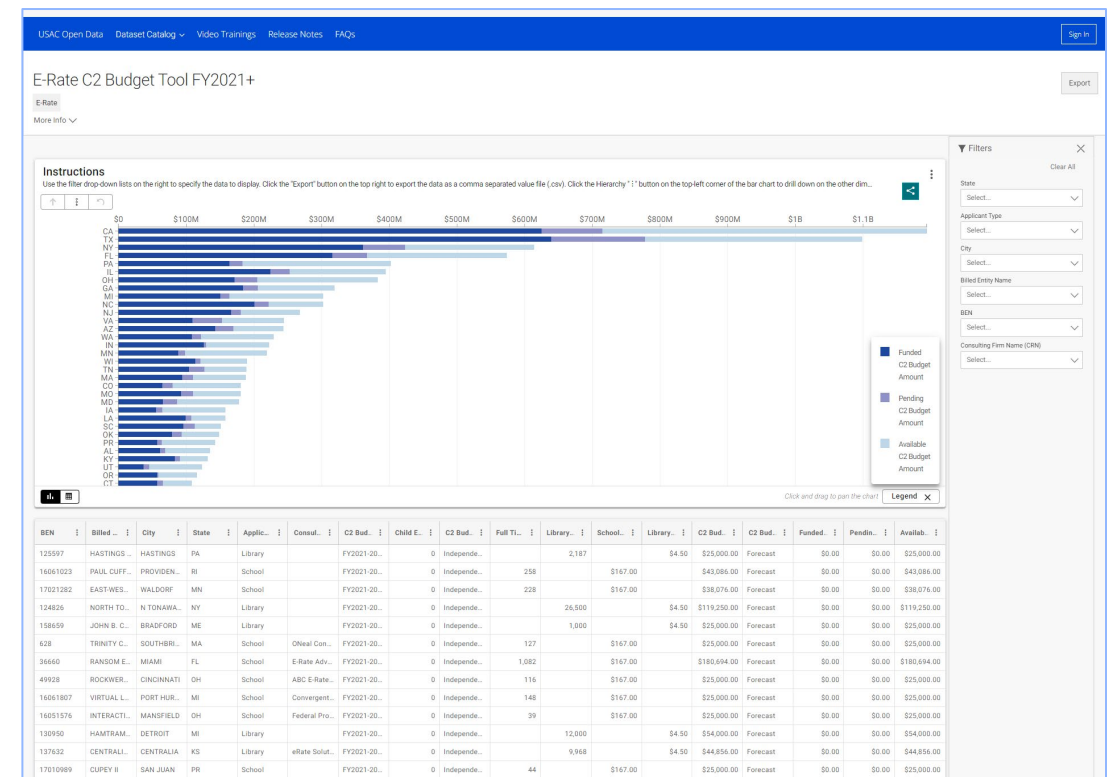 USAC Open Data Dataset Catalog Video Trainings Release Notes FAQs Sign In
E-Rate C2 Budget Tool FY2021+ Export
E-Rate
More Info
Filters
Clear All
Instructions
Use the filter drop-down lists on the right to specify the data to display. Click the "Export" button on the top right to export the data as a comma separated value file (.csv). Click the Hierarchy "⋮" button on the top-left corner of the bar chart to drill down on the other dim...
State
Select...
Applicant Type
Select...
City
Select...
Billed Entity Name
Select...
BEN
Select...
Consulting Firm Name (CRN)
Select...
$0 $100M $200M $300M $400M $500M $600M $700M $800M $900M $1B $1.1B
CA
TX
NY
FL
PA
IL
OH
GA
MI
NC
NJ
VA
AZ
WA
IN
MN
WI
TN
MA
CO
MO
MD
IA
LA
SC
OK
PR
AL
KY
UT
OR
CT
Funded
C2 Budget
Amount
Pending
C2 Budget
Amount
Available
C2 Budget
Amount
Click and drag to pan the chart Legend X
BEN Billed ... City State Applic... Consul... C2 Bud... Child E... C2 Bud... Full Ti... Library... School... Library... C2 Bud... C2 Bud... Funded... Pendin... Availab...
125597 HASTINGS ... HASTINGS PA Library FY2021-20... 0 Independe... 2,187 $4.50 $25,000.00 Forecast $0.00 $0.00 $25,000.00
16061023 PAUL CUFF... PROVIDEN... RI School FY2021-20... 0 Independe... 258 $167.00 $43,086.00 Forecast $0.00 $0.00 $43,086.00
17021282 EAST-WES... WALDORF MN School FY2021-20... 0 Independe... 228 $167.00 $38,076.00 Forecast $0.00 $0.00 $38,076.00
124826 NORTH TO... N TONAWA... NY Library FY2021-20... 0 Independe... 26,500 $4.50 $119,250.00 Forecast $0.00 $0.00 $119,250.00
158659 JOHN B. C... BRADFORD ME Library FY2021-20... 0 Independe... 1,000 $4.50 $25,000.00 Forecast $0.00 $0.00 $25,000.00
628 TRINITY C... SOUTHBRI... MA School ONeal Con... FY2021-20... 0 Independe... 127 $167.00 $25,000.00 Forecast $0.00 $0.00 $25,000.00
36660 RANSOM E... MIAMI FL School E-Rate Adv... FY2021-20... 0 Independe... 1,082 $167.00 $180,694.00 Forecast $0.00 $0.00 $180,694.00
49928 ROCKWER... CINCINNATI OH School ABC E-Rate... FY2021-20... 0 Independe... 116 $167.00 $25,000.00 Forecast $0.00 $0.00 $25,000.00
16061807 VIRTUAL L... PORT HUR... MI School Convergent... FY2021-20... 0 Independe... 148 $167.00 $25,000.00 Forecast $0.00 $0.00 $25,000.00
16051576 INTERACTI... MANSFIELD OH School Federal Pro... FY2021-20... 0 Independe... 39 $167.00 $25,000.00 Forecast $0.00 $0.00 $25,000.00
130950 HAMTRAM... DETROIT MI Library FY2021-20... 0 Independe... 12,000 $4.50 $54,000.00 Forecast $0.00 $0.00 $54,000.00
137632 CENTRALI... CENTRALIA KS Library eRate Solut... FY2021-20... 0 Independe... 9,968 $4.50 $44,856.00 Forecast $0.00 $0.00 $44,856.00
17010989 CUPEY II SAN JUAN PR School FY2021-20... 0 Independe... 44 $167.00 $25,000.00 Forecast $0.00 $0.00 $25,000.00